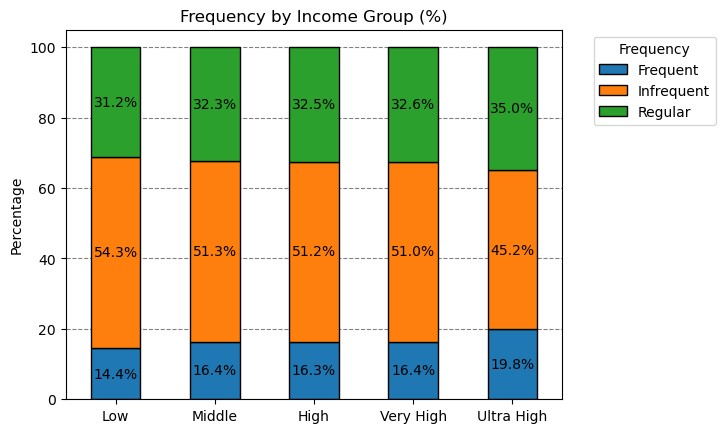 Frequency by Income Group (%)
Percentage
100
80
60
40
20
0
31.2%
32.3%
32.5%
32.6%
35.0%
54.3%
51.3%
51.2%
51.0%
45.2%
14.4%
16.4%
16.3%
16.4%
19.8%
Low
Middle
High
Very High
Ultra High
Frequency
Frequent
Infrequent
Regular